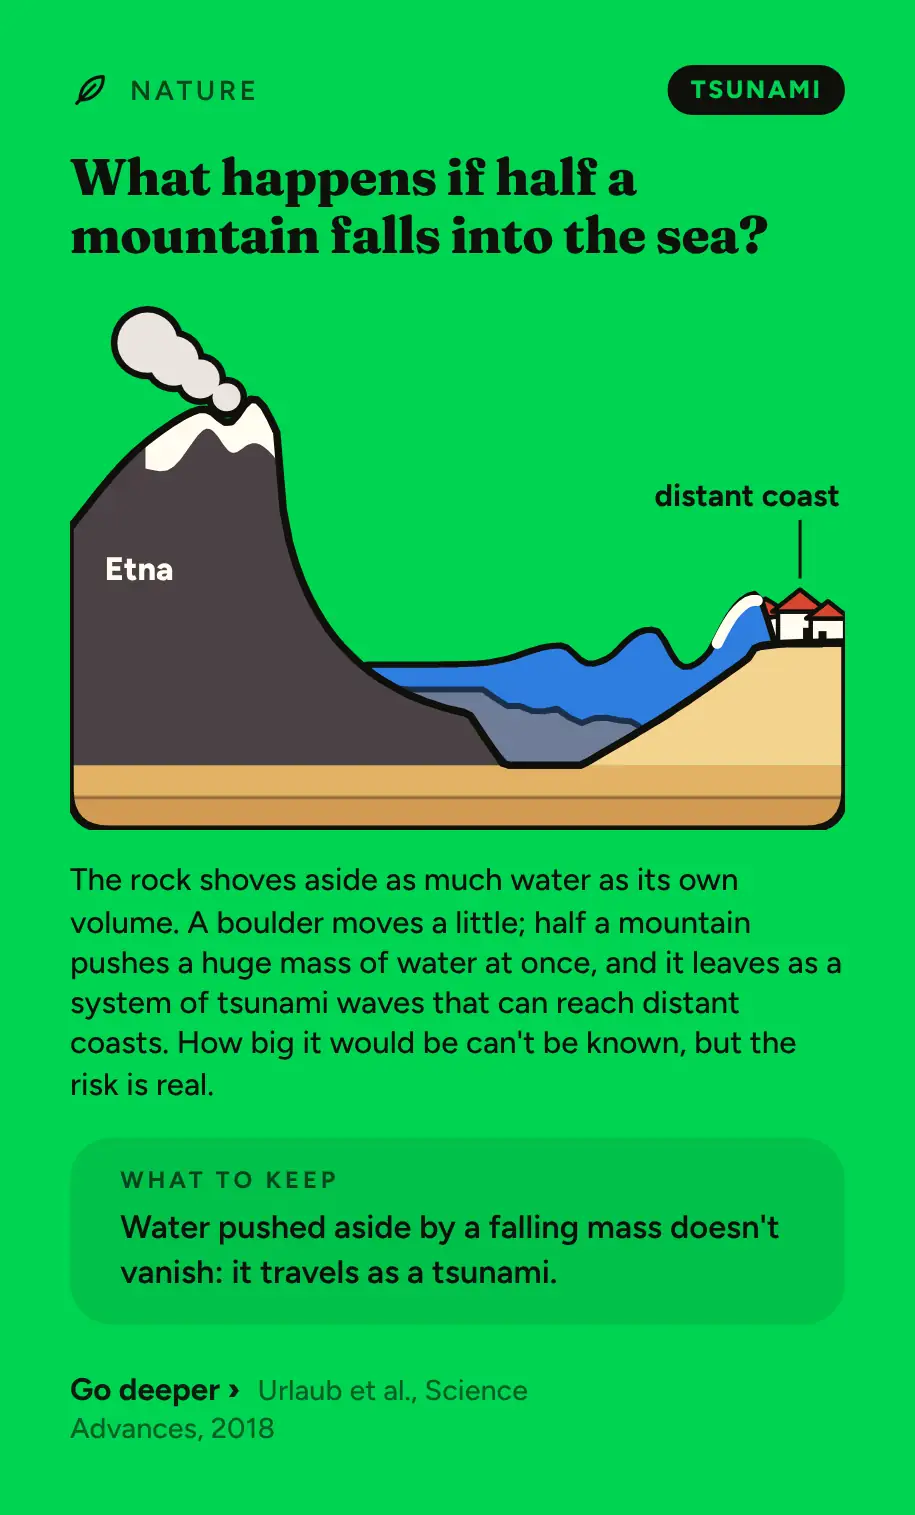 NATURE
TSUNAMI
What happens if half a
mountain falls into the sea?
distant coast
Etna
The rock shoves aside as much water as its own
volume. A boulder moves a little; half a mountain
pushes a huge mass of water at once, and it leaves as a
system of tsunami waves that can reach distant
coasts. How big it would be can't be known, but the
risk is real.
WHAT TO KEEP
Water pushed aside by a falling mass doesn't
vanish: it travels as a tsunami.
Go deeper › Urlaub et al., Science
Advances, 2018